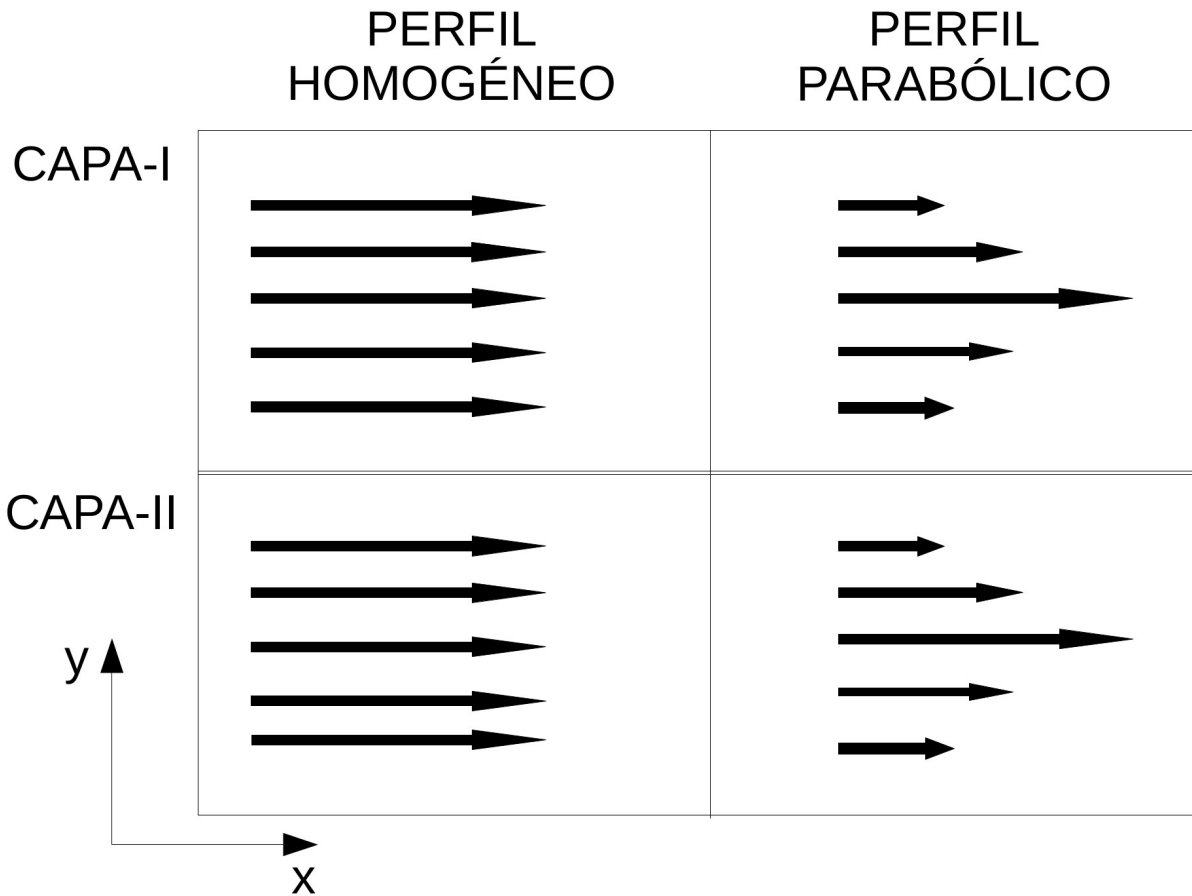 PERFIL
HOMOGÉNEO
PERFIL
PARABÓLICO
CAPA-I
CAPA-II
y
x